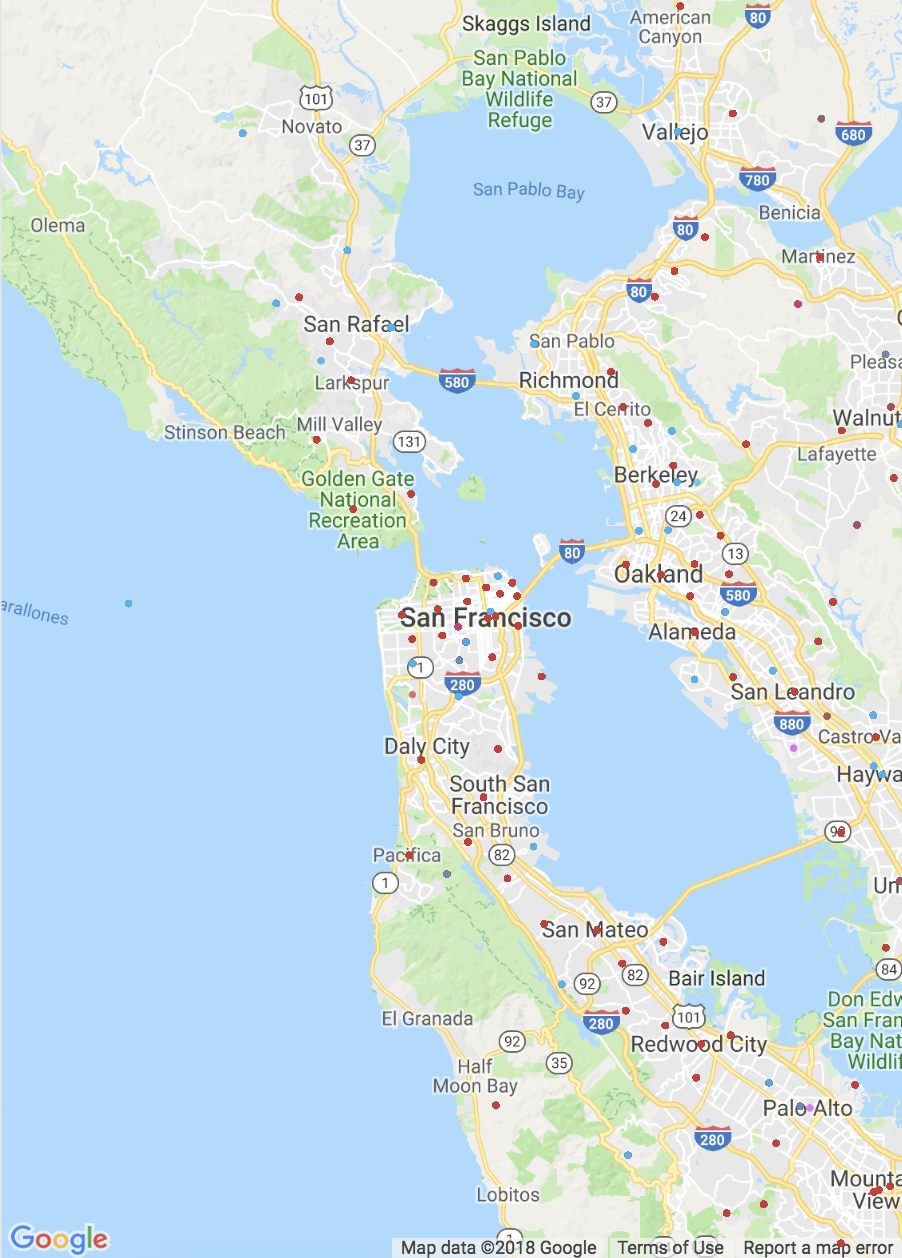 Skaggs Island
American
Canyon
80
San Pablo
Bay National
Wildlife
Refuge
101
37
Novato
Vallejo
680
37
780
San Pablo Bay
Benicia
Olema
80
Martinez
80
San Rafael
San Pablo
Pleasa
580
Richmond
Larkspur
El Cerrito
Walnut
Mill Valley
Stinson Beach
131
Lafayette
Berkeley
Golden Gate
National
Recreation
Area
24
80
13
Oakland
580
arallones
San Francisco
Alameda
1
280
San Leandro
880
Castro Va
Daly City
Haywa
South San
Francisco
San Bruno
92
Pacifica
82
1
Un
San Mateo
84
92
82
Bair Island
Don Edw
San Fran
Bay Nat
Wildlif
El Granada
280
101
92
Redwood City
35
Half
Moon Bay
Palo Alto
280
Mounta
View
Lobitos
1
Google
Map data ©2018 Google
Terms of Use
Report a map error